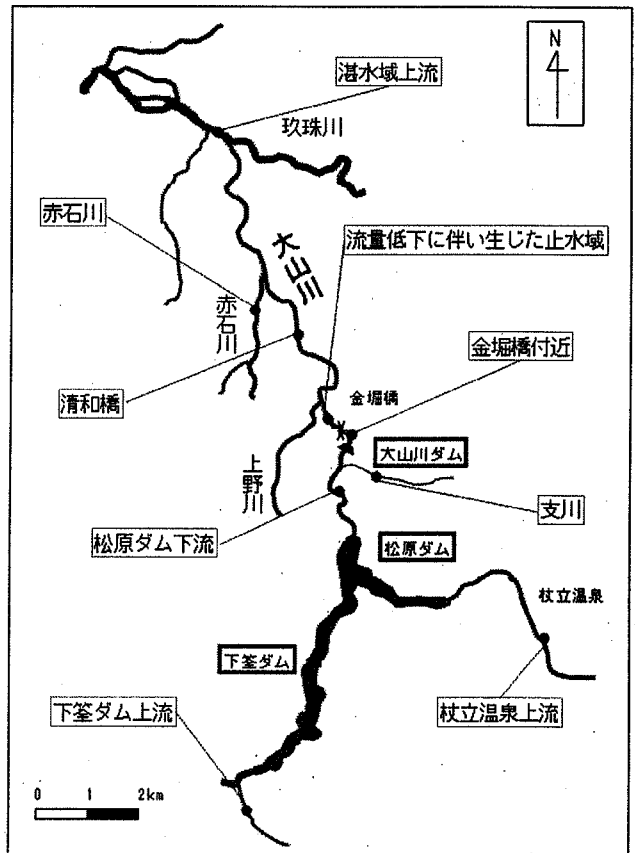 N
湛水域上流
玖珠川
赤石川
大山川
流量低下に伴い生じた止水域
赤石川
金堀橋付近
清和橋
金堀橋
大山川ダム
上野川
支川
松原ダム下流
松原ダム
杖立温泉
下筌ダム
下筌ダム上流
杖立温泉上流
0 1 2km